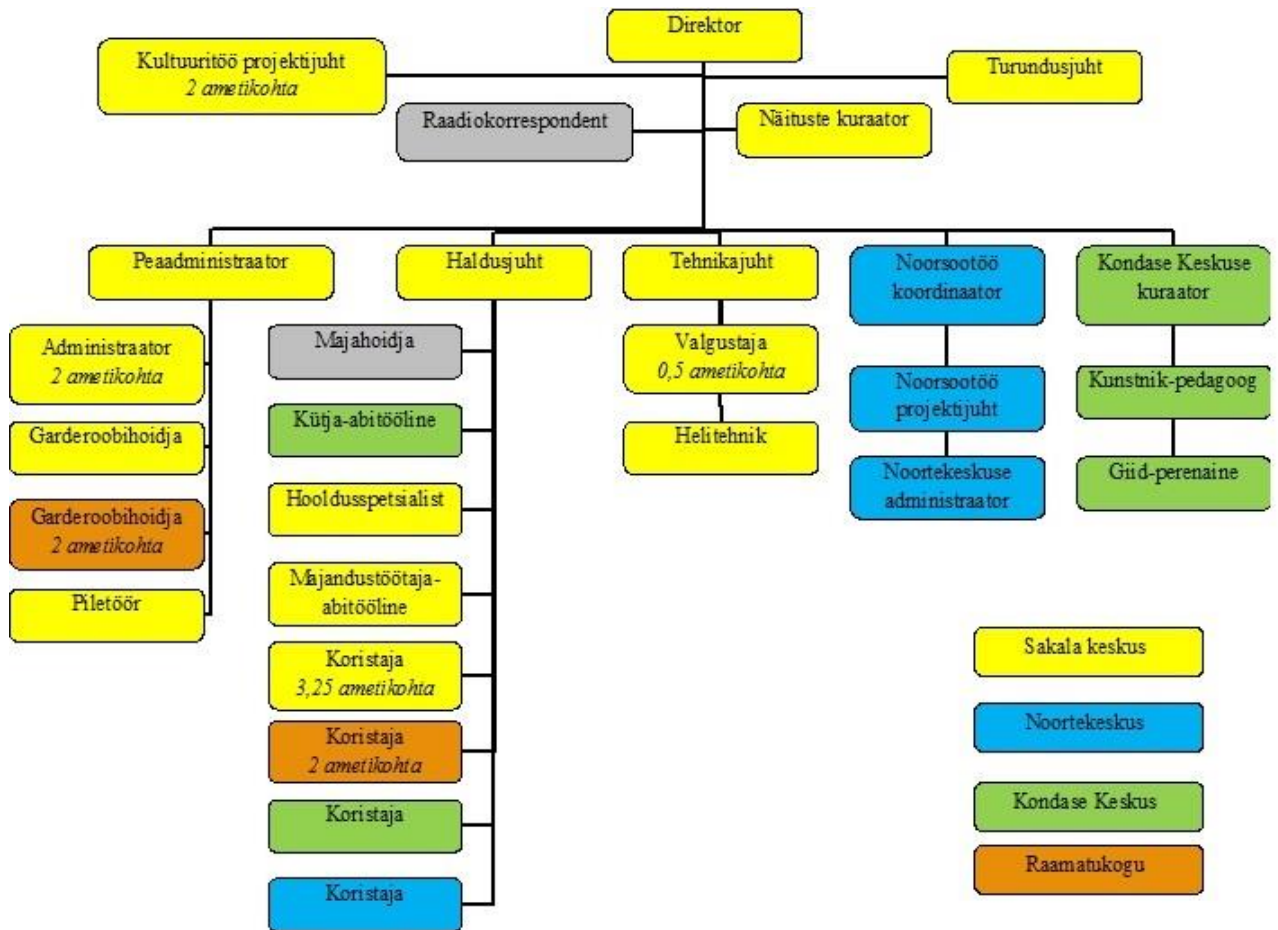 Direktor
Kultuuritöö projektijuht
2 ametikohta
Turundusjuht
Raadiokorrespondent
Näituste kuraator
Peaadministraator
Haldusjuht
Tehnikajuht
Noorsootöö
koordinaator
Kondase Keskuse
kuraator
Administraator
2 ametikohta
Garderoobihoidja
Garderoobihoidja
2 ametikohta
Piletöör
Majahoidja
Kütja-abitööline
Hooldusspetsialist
Majandustöötaja-
abitööline
Koristaja
3,25 ametikohta
Koristaja
2 ametikohta
Koristaja
Koristaja
Valgustaja
0,5 ametikohta
Helitehnik
Noorsootöö
projektijuht
Noortekeskuse
administraator
Kunstnik-pedagoog
Giid-perenaine
Sakala keskus
Noortekeskus
Kondase Keskus
Raamatukogu